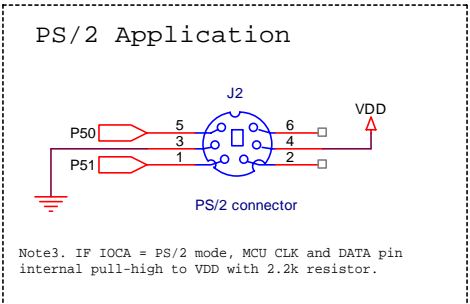 PS/2 Application
J2
VDD
P50
5
6
3
4
P51
1
2
PS/2 connector
Note3. IF IOCA = PS/2 mode, MCU CLK and DATA pin
internal pull-high to VDD with 2.2k resistor.